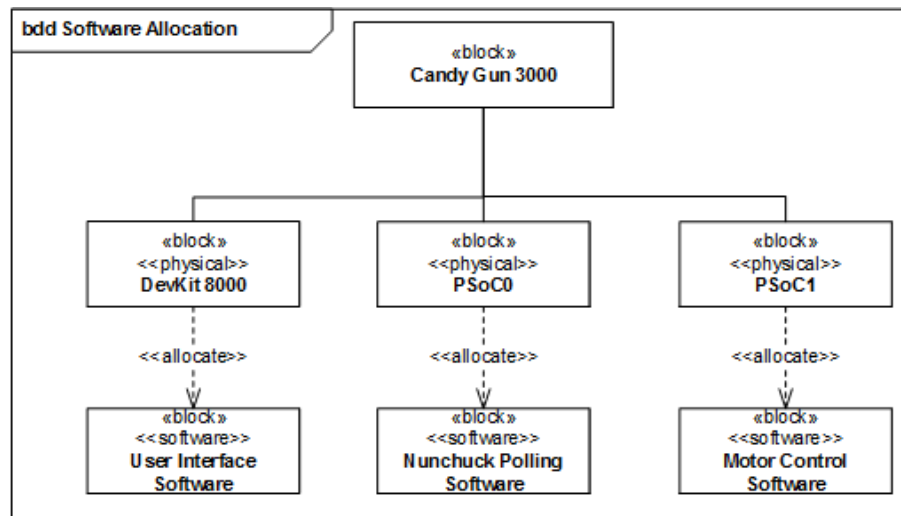 bdd Software Allocation
«block»
Candy Gun 3000
«block»
<<physical>>
DevKit 8000
«block»
<<physical>>
PSoC0
«block»
<<physical>>
PSoC1
<<allocate>>
<<allocate>>
<<allocate>>
«block»
<<software>>
User Interface
Software
«block»
<<software>>
Nunchuck Polling
Software
«block»
<<software>>
Motor Control
Software